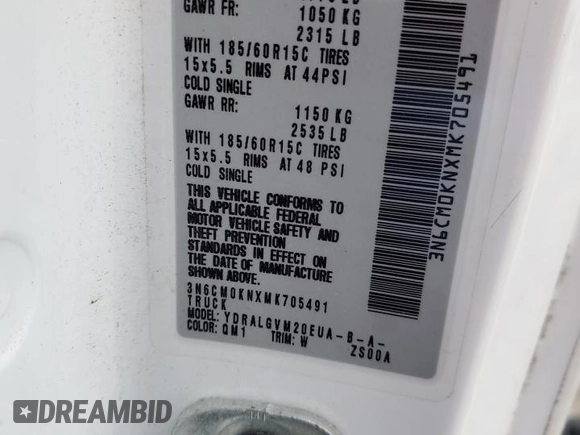 GAWR FR: 1050 KG
2315 LB
WITH 185/60R15C TIRES
15x5.5 RIMS AT 44PSI
COLD SINGLE
GAWR RR: 1150 KG
2535 LB
WITH 185/60R15C TIRES
15x5.5 RIMS AT 48 PSI
COLD SINGLE
THIS VEHICLE CONFORMS TO
ALL APPLICABLE FEDERAL
MOTOR VEHICLE SAFETY AND
THEFT PREVENTION
STANDARDS IN EFFECT ON
THE DATE OF MANUFACTURE
SHOWN ABOVE.
3N6CM0KNXMK705491
TRUCK
MODEL: YDRALGVM20EUA-B-A-
COLOR: QM1 TRIM: W ZS00A
3N6CM0KNXMK705491
DREAMBID